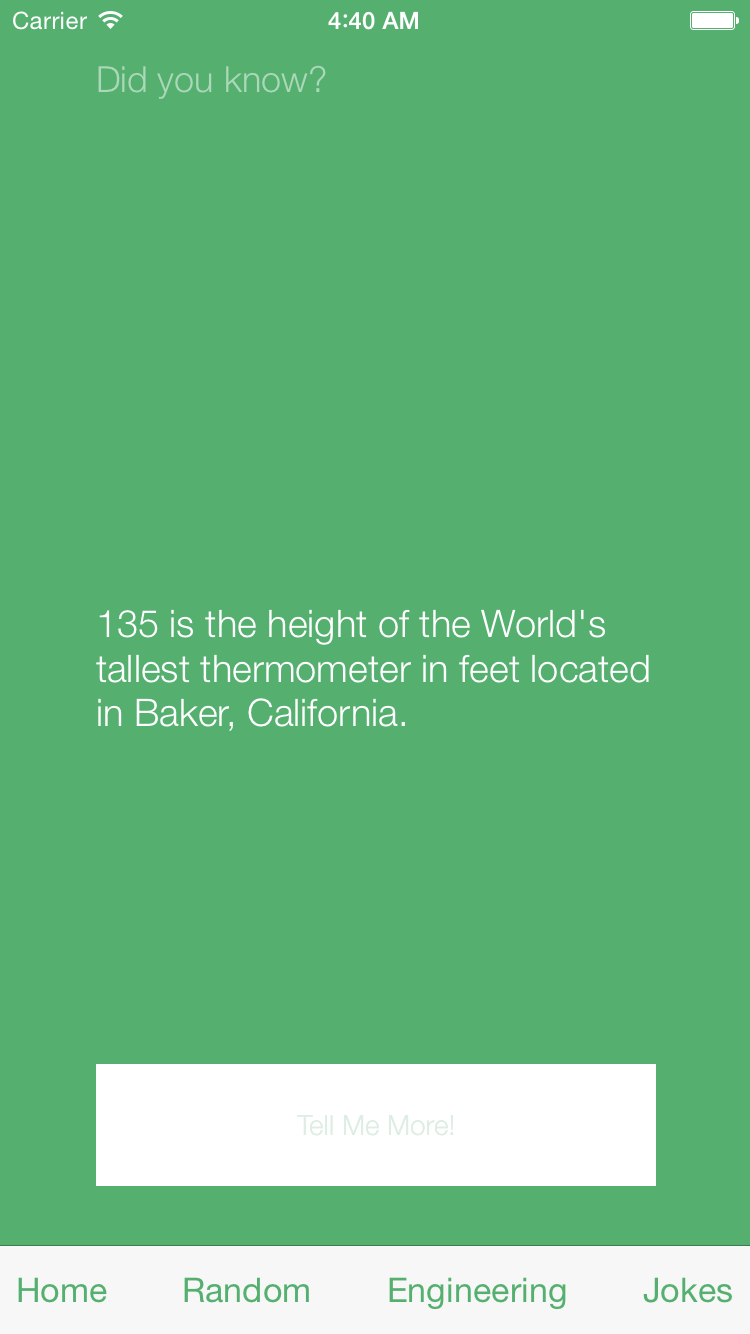 Carrier 4:40 AM
Did you know?
135 is the height of the World's
tallest thermometer in feet located
in Baker, California.
Tell Me More!
Home Random Engineering Jokes